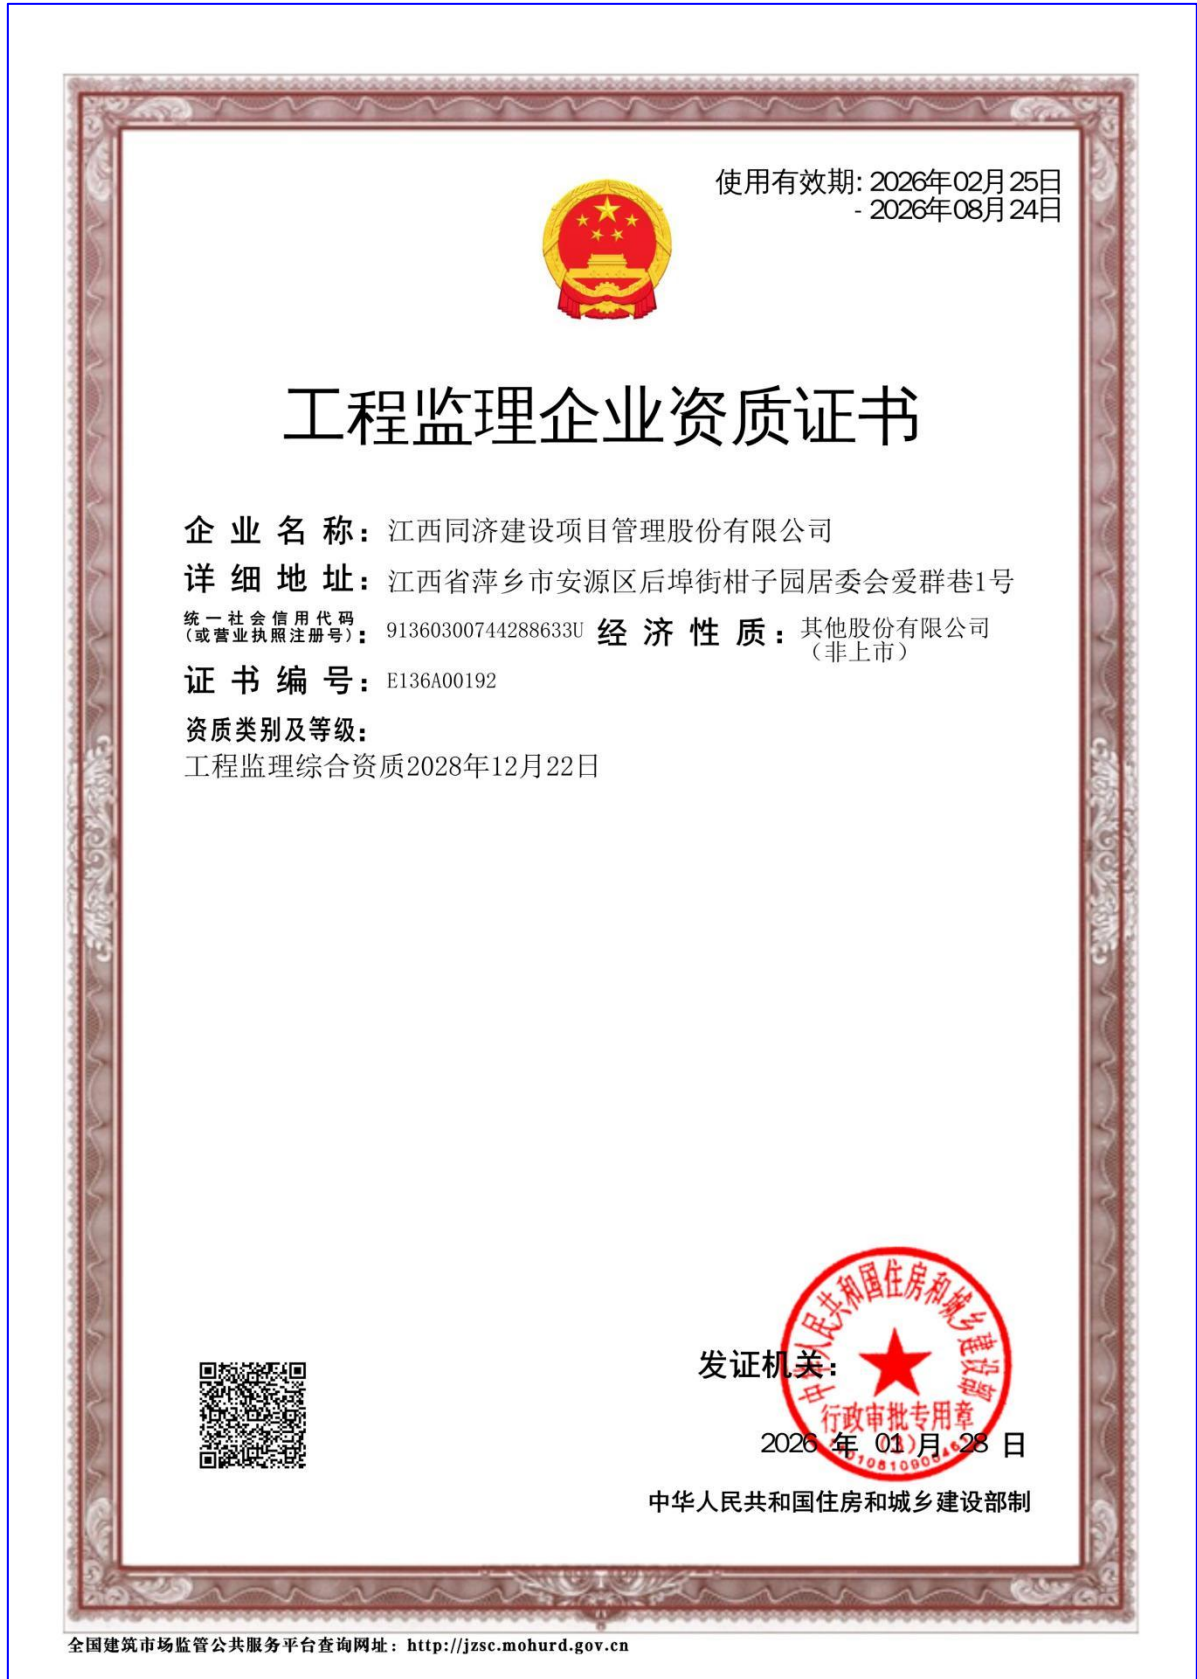 使用有效期: 2026年02月25日
- 2026年08月24日
工程监理企业资质证书
企业名称：江西同济建设项目管理股份有限公司
详细地址：江西省萍乡市安源区后埠街柑子园居委会爱群巷1号
统一社会信用代码
(或营业执照注册号)：91360300744288633U 经济性质：其他股份有限公司
（非上市）
证书编号：E136A00192
资质类别及等级：
工程监理综合资质2028年12月22日
中华人民共和国住房和城乡建设部
发证机关：
行政审批专用章
2026 年 01 月 28 日
中华人民共和国住房和城乡建设部制
全国建筑市场监管公共服务平台查询网址：http://jzsc.mohurd.gov.cn